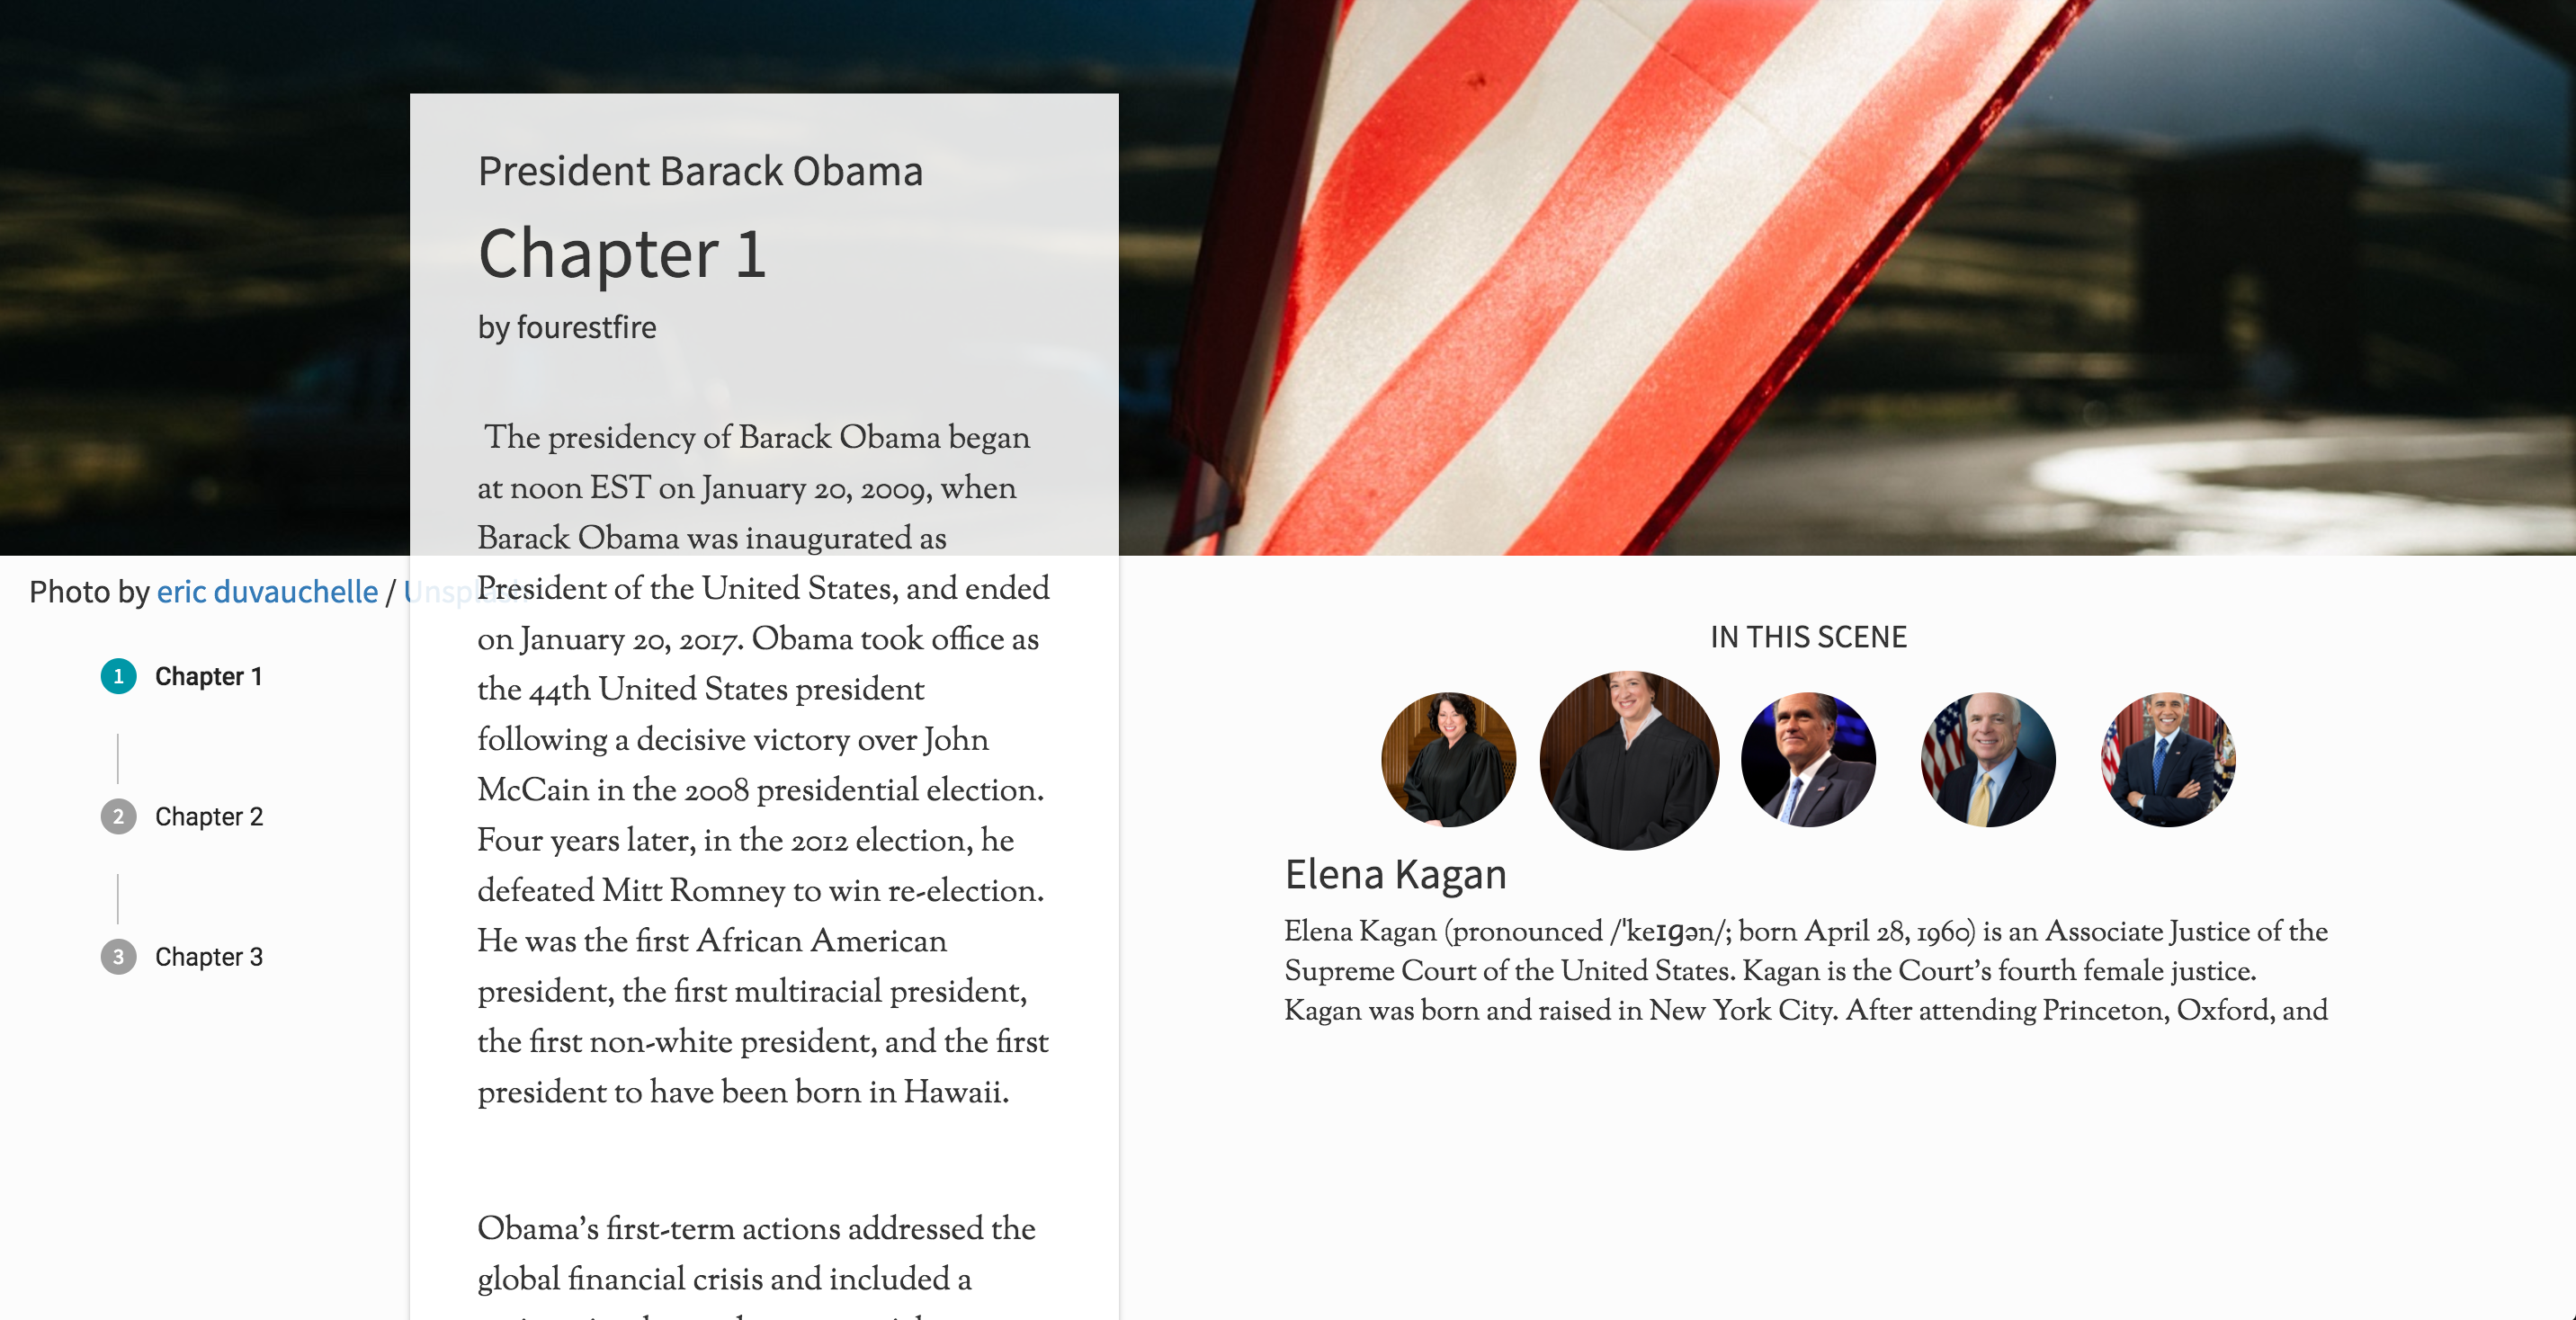 President Barack Obama
Chapter 1
by fourestfire
The presidency of Barack Obama began
at noon EST on January 20, 2009, when
Barack Obama was inaugurated as
President of the United States, and ended
on January 20, 2017. Obama took office as
the 44th United States president
following a decisive victory over John
McCain in the 2008 presidential election.
Four years later, in the 2012 election, he
defeated Mitt Romney to win re-election.
He was the first African American
president, the first multiracial president,
the first non-white president, and the first
president to have been born in Hawaii.
Obama’s first-term actions addressed the
global financial crisis and included a
Photo by eric duvauchelle / Unsplash
1 Chapter 1
2 Chapter 2
3 Chapter 3
IN THIS SCENE
Elena Kagan
Elena Kagan (pronounced /ˈkeɪɡən/; born April 28, 1960) is an Associate Justice of the
Supreme Court of the United States. Kagan is the Court’s fourth female justice.
Kagan was born and raised in New York City. After attending Princeton, Oxford, and